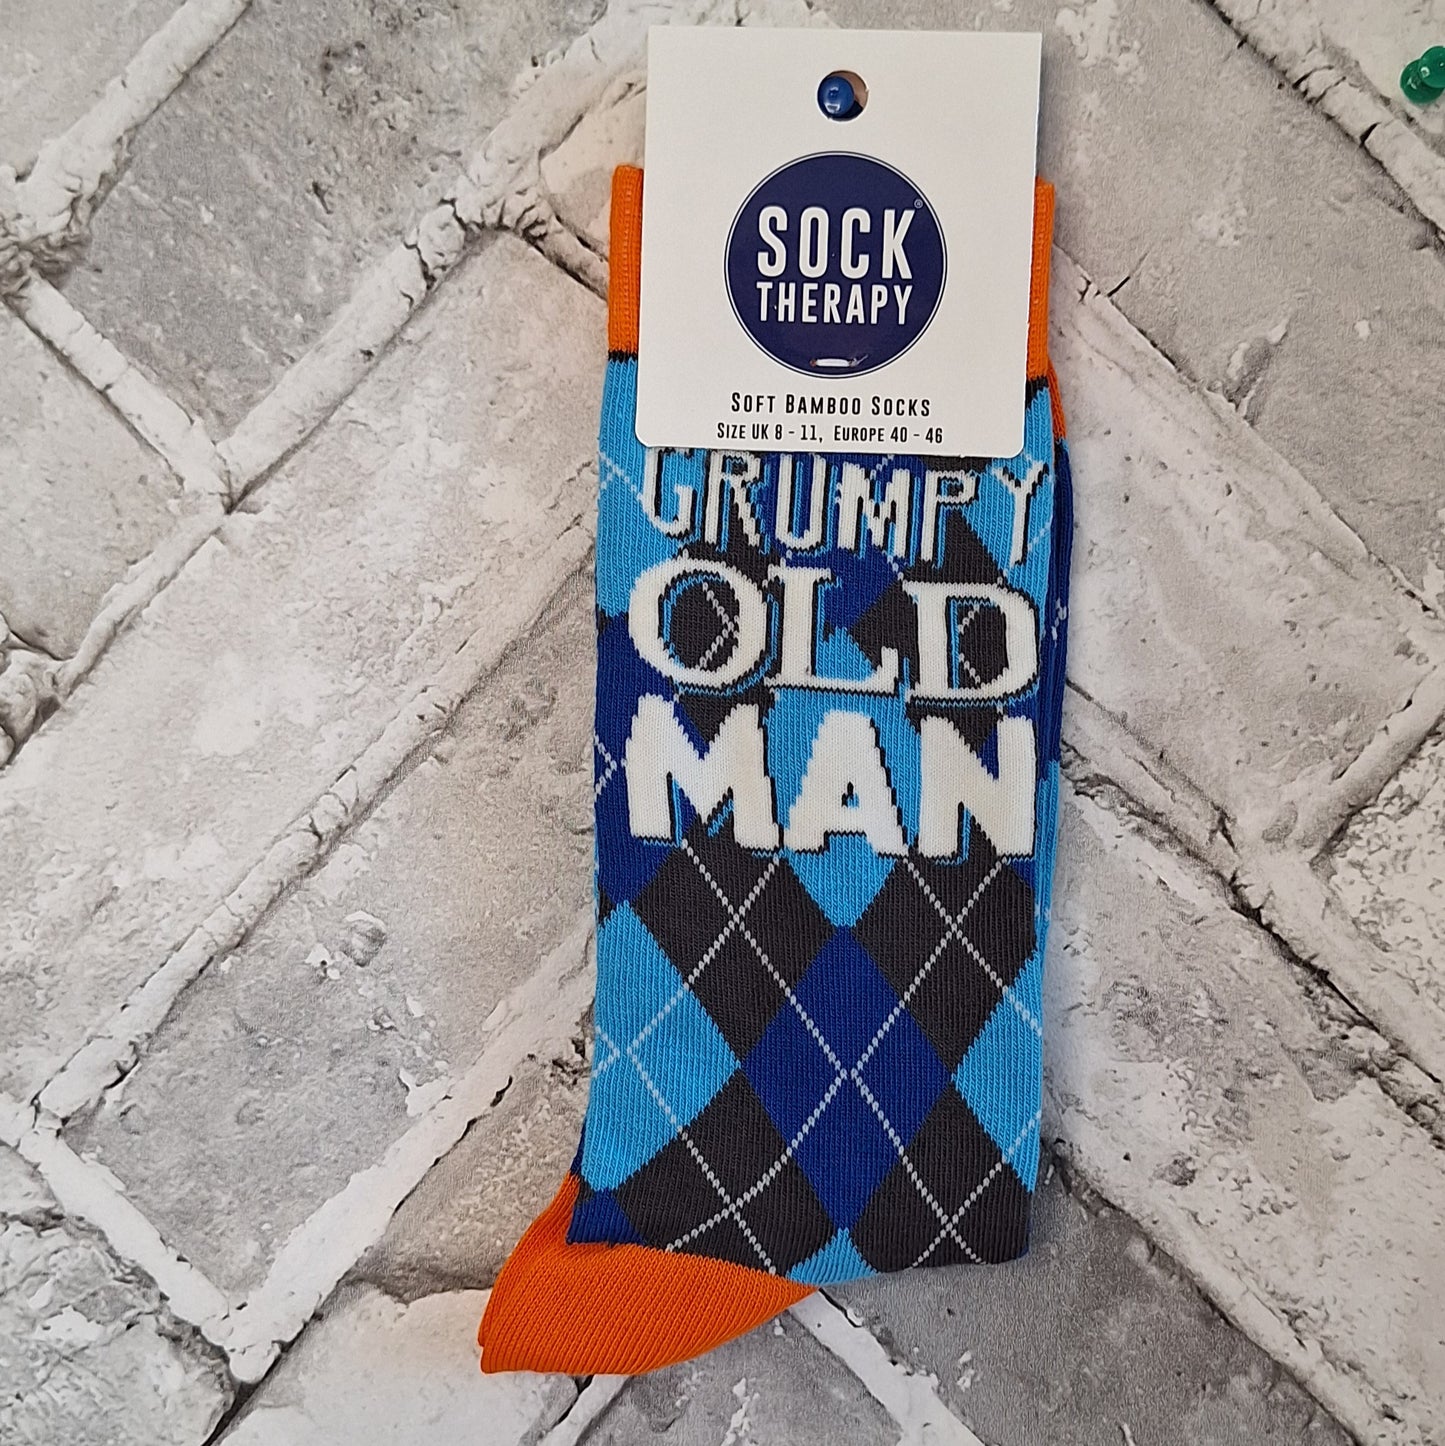 SOCK®
THERAPY
SOFT BAMBOO SOCKS
SIZE UK 8 - 11, EUROPE 40 - 46
GRUMPY
OLD
MAN